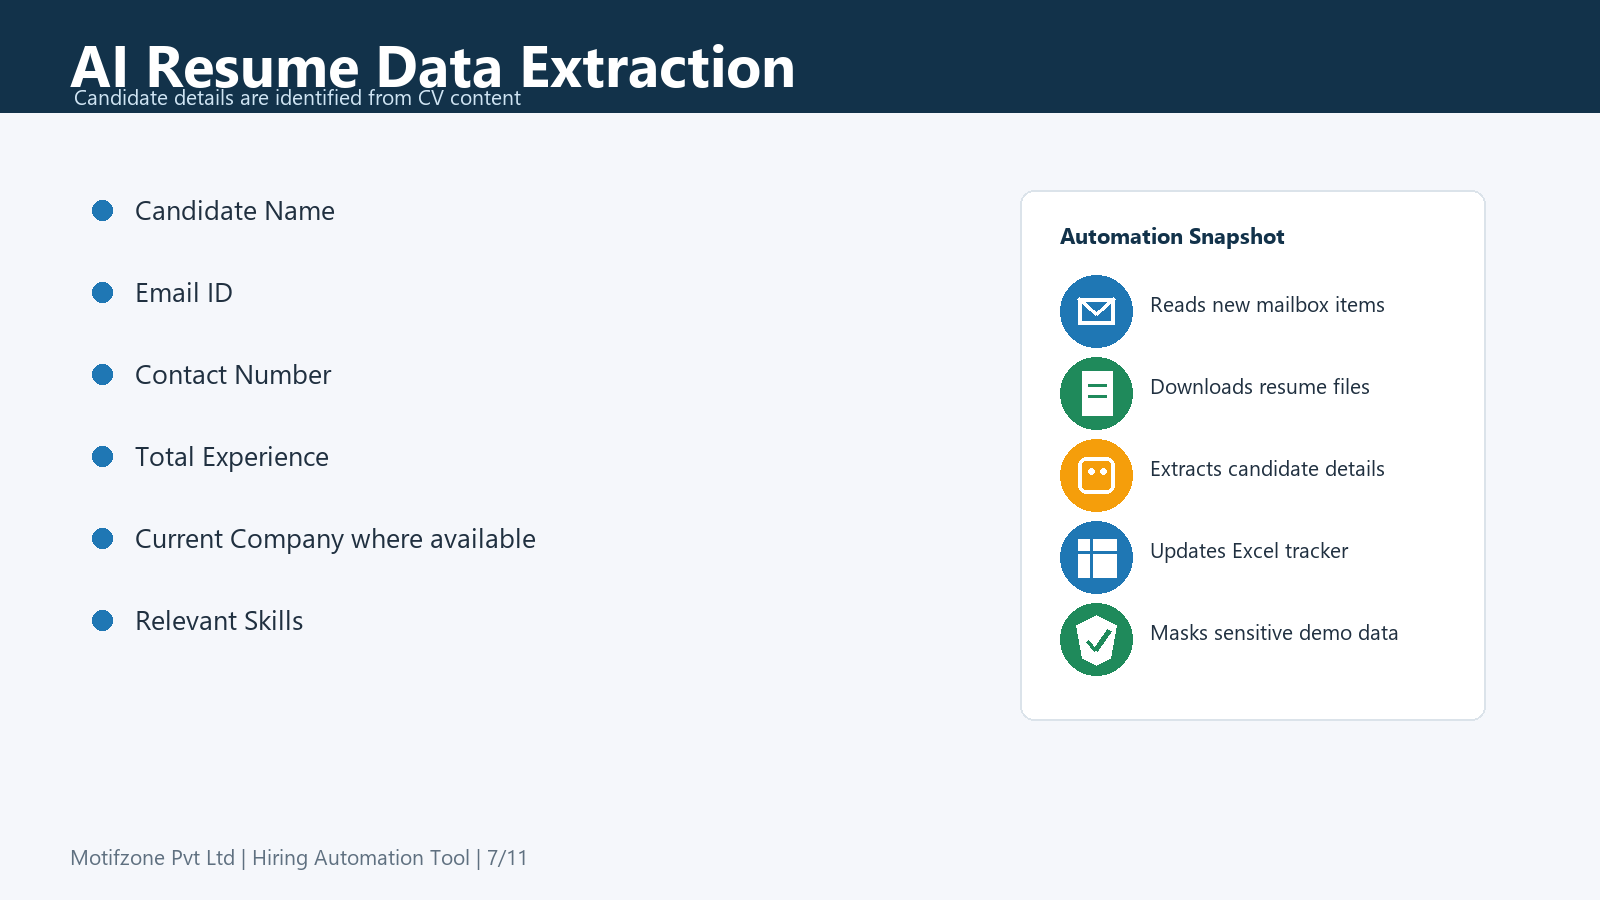 AI Resume Data Extraction
Candidate details are identified from CV content
Candidate Name
Email ID
Contact Number
Total Experience
Current Company where available
Relevant Skills
Automation Snapshot
Reads new mailbox items
Downloads resume files
Extracts candidate details
Updates Excel tracker
Masks sensitive demo data
Motifzone Pvt Ltd | Hiring Automation Tool | 7/11